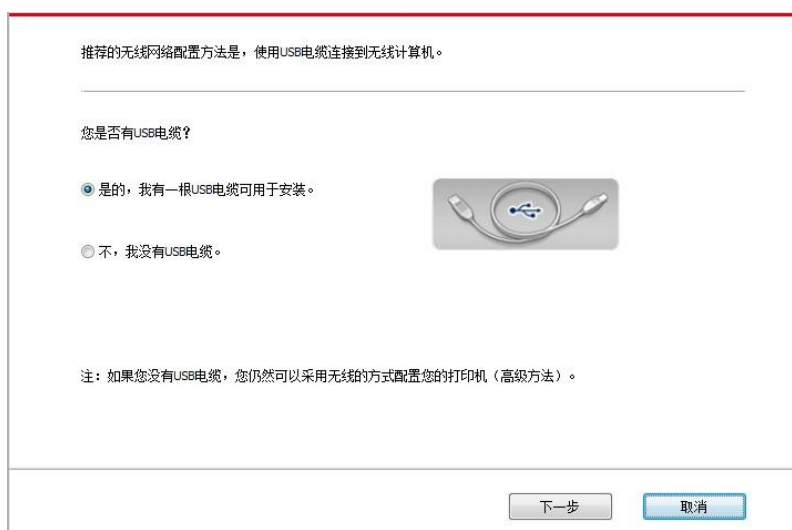 推荐的无线网络配置方法是，使用USB电缆连接到无线计算机。
您是否有USB电缆？
是的，我有一根USB电缆可用于安装。
不，我没有USB电缆。
注：如果您没有USB电缆，您仍然可以采用无线的方式配置您的打印机（高级方法）。
下一步
取消